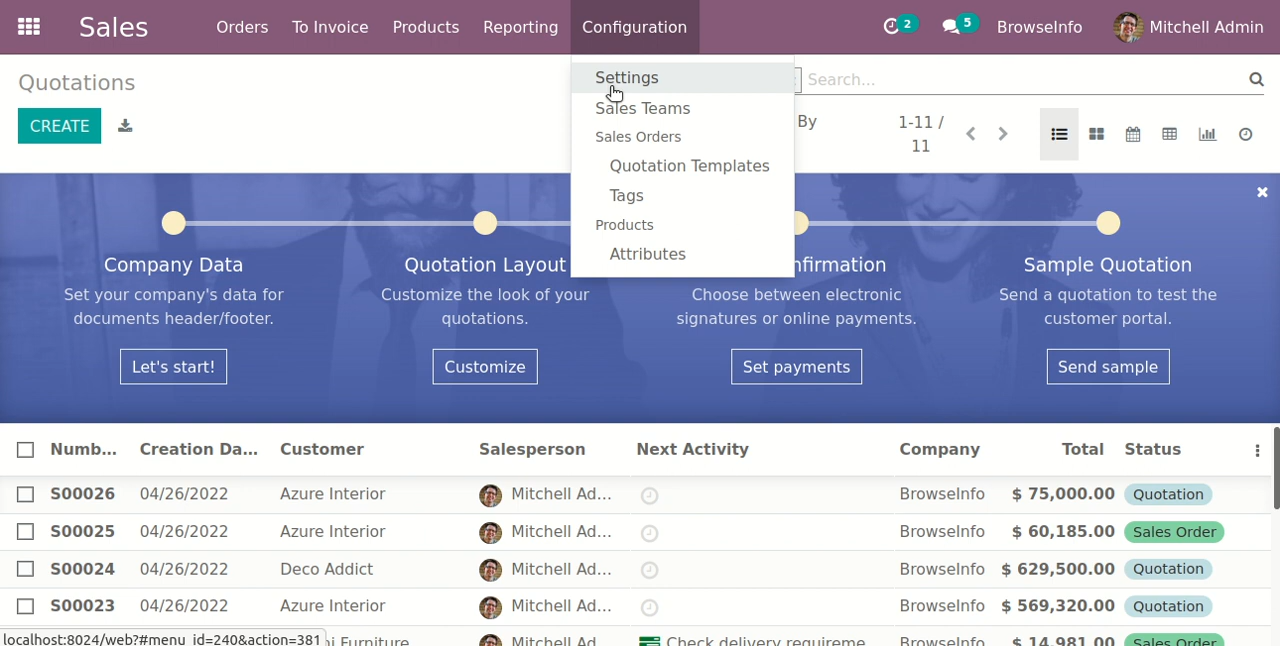 Sales Orders To Invoice Products Reporting Configuration 2 5 BrowseInfo Mitchell Admin
Quotations
Settings
Search...
CREATE
Sales Teams
By
1-11 /
11
Sales Orders
Quotation Templates
Tags
Products
Attributes
Company Data
Set your company's data for
documents header/footer.
Let's start!
Quotation Layout
Customize the look of your
quotations.
Customize
nfirmation
Choose between electronic
signatures or online payments.
Set payments
Sample Quotation
Send a quotation to test the
customer portal.
Send sample
Numb... Creation Da... Customer Salesperson Next Activity Company Total Status
S00026 04/26/2022 Azure Interior Mitchell Ad... BrowseInfo $ 75,000.00 Quotation
S00025 04/26/2022 Azure Interior Mitchell Ad... BrowseInfo $ 60,185.00 Sales Order
S00024 04/26/2022 Deco Addict Mitchell Ad... BrowseInfo $ 629,500.00 Quotation
S00023 04/26/2022 Azure Interior Mitchell Ad... BrowseInfo $ 569,320.00 Quotation
i Furniture Mitchell Ad... Check delivery requireme... BrowseInfo $ 14,981.00 Sales Order
localhost:8024/web?#menu_id=240&action=381